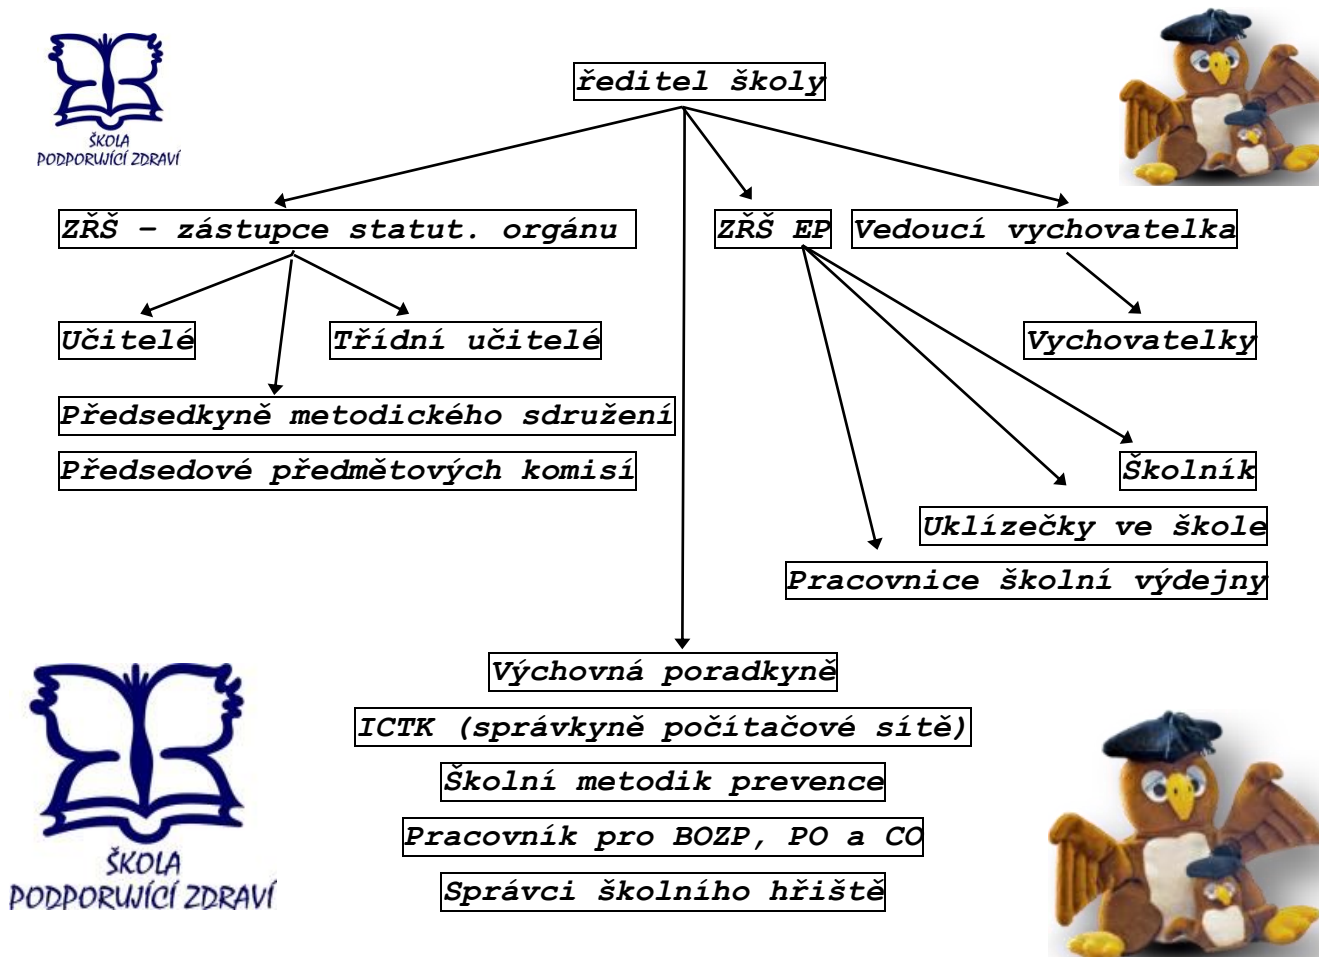 ředitel školy
ŠKOLA
PODPORUJÍCÍ ZDRAVÍ
ZŘŠ – zástupce statut. orgánu
ZŘŠ EP
Vedoucí vychovatelka
Učitelé
Třídní učitelé
Vychovatelky
Předsedkyně metodického sdružení
Předsedové předmětových komisí
Školník
Uklízečky ve škole
Pracovnice školní výdejny
Výchovná poradkyně
ICTK (správkyně počítačové sítě)
Školní metodik prevence
Pracovník pro BOZP, PO a CO
Správci školního hřiště
ŠKOLA
PODPORUJÍCÍ ZDRAVÍ